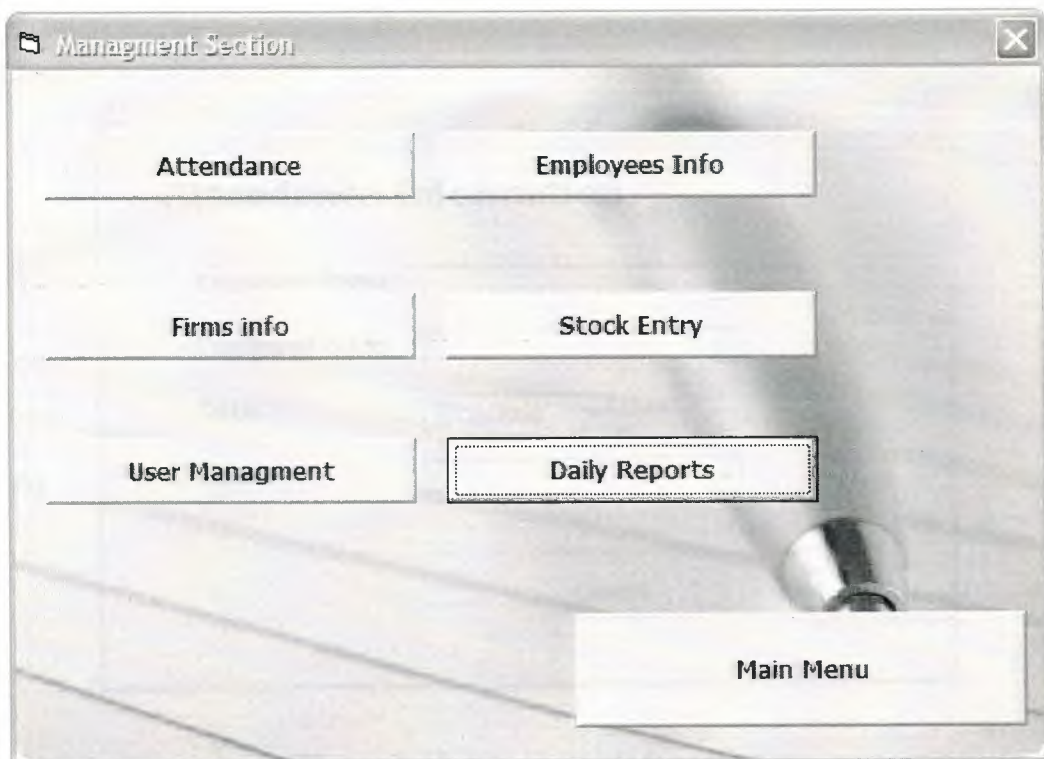 Managment Section
Attendance
Employees Info
Firms info
Stock Entry
User Managment
Daily Reports
Main Menu